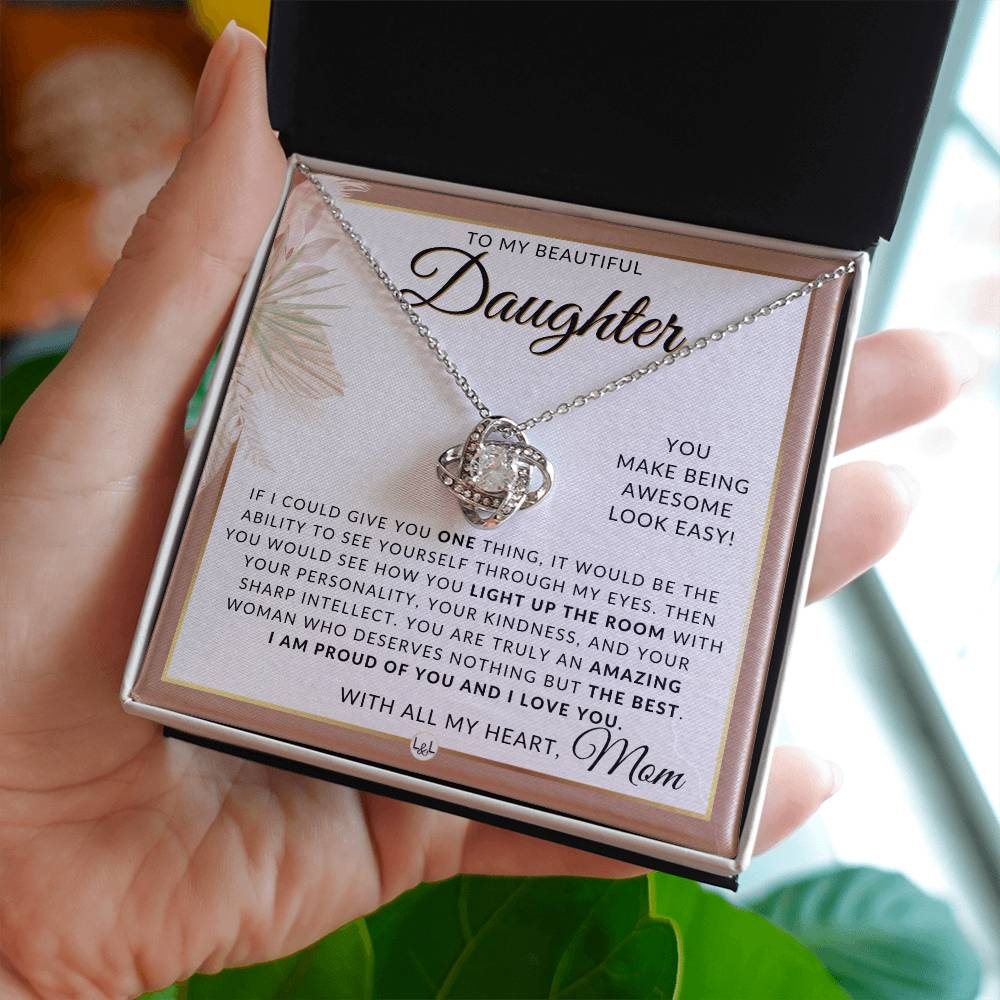 TO MY BEAUTIFUL
Daughter
YOU
MAKE BEING
AWESOME
LOOK EASY!
IF I COULD GIVE YOU ONE THING, IT WOULD BE THE
ABILITY TO SEE YOURSELF THROUGH MY EYES. THEN
YOU WOULD SEE HOW YOU LIGHT UP THE ROOM WITH
YOUR PERSONALITY, YOUR KINDNESS, AND YOUR
SHARP INTELLECT. YOU ARE TRULY AN AMAZING
WOMAN WHO DESERVES NOTHING BUT THE BEST.
I AM PROUD OF YOU AND I LOVE YOU.
WITH ALL MY HEART, Mom
L&L